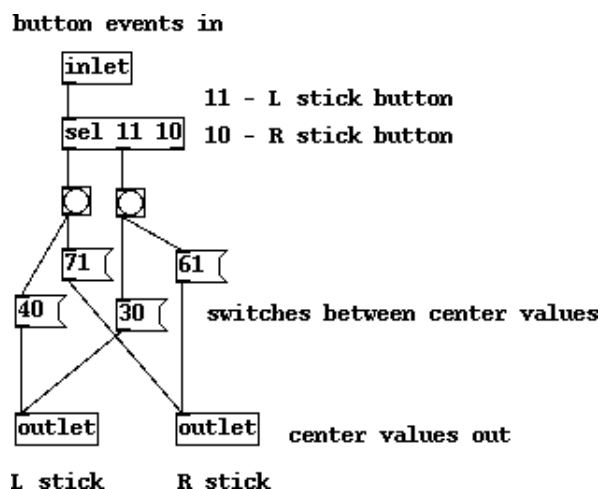 button events in
inlet
11 - L stick button
sel 11 10
10 - R stick button
71
61
40
30
switches between center values
outlet
outlet
center values out
L stick
R stick